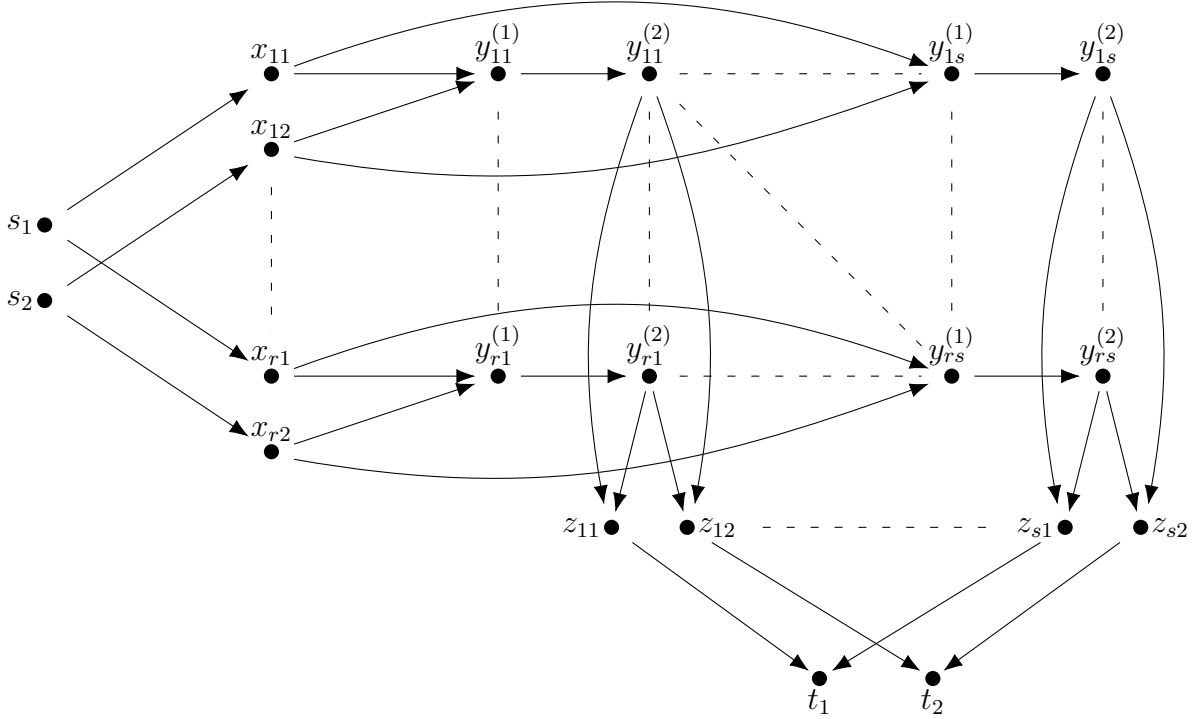 x₁₁ y₁₁⁽¹⁾ y₁₁⁽²⁾ y₁ₛ⁽¹⁾ y₁ₛ⁽²⁾
x₁₂
s₁
s₂
xᵣ₁ yᵣ₁⁽¹⁾ yᵣ₁⁽²⁾ yᵣₛ⁽¹⁾ yᵣₛ⁽²⁾
xᵣ₂
z₁₁ z₁₂ zₛ₁ zₛ₂
t₁ t₂